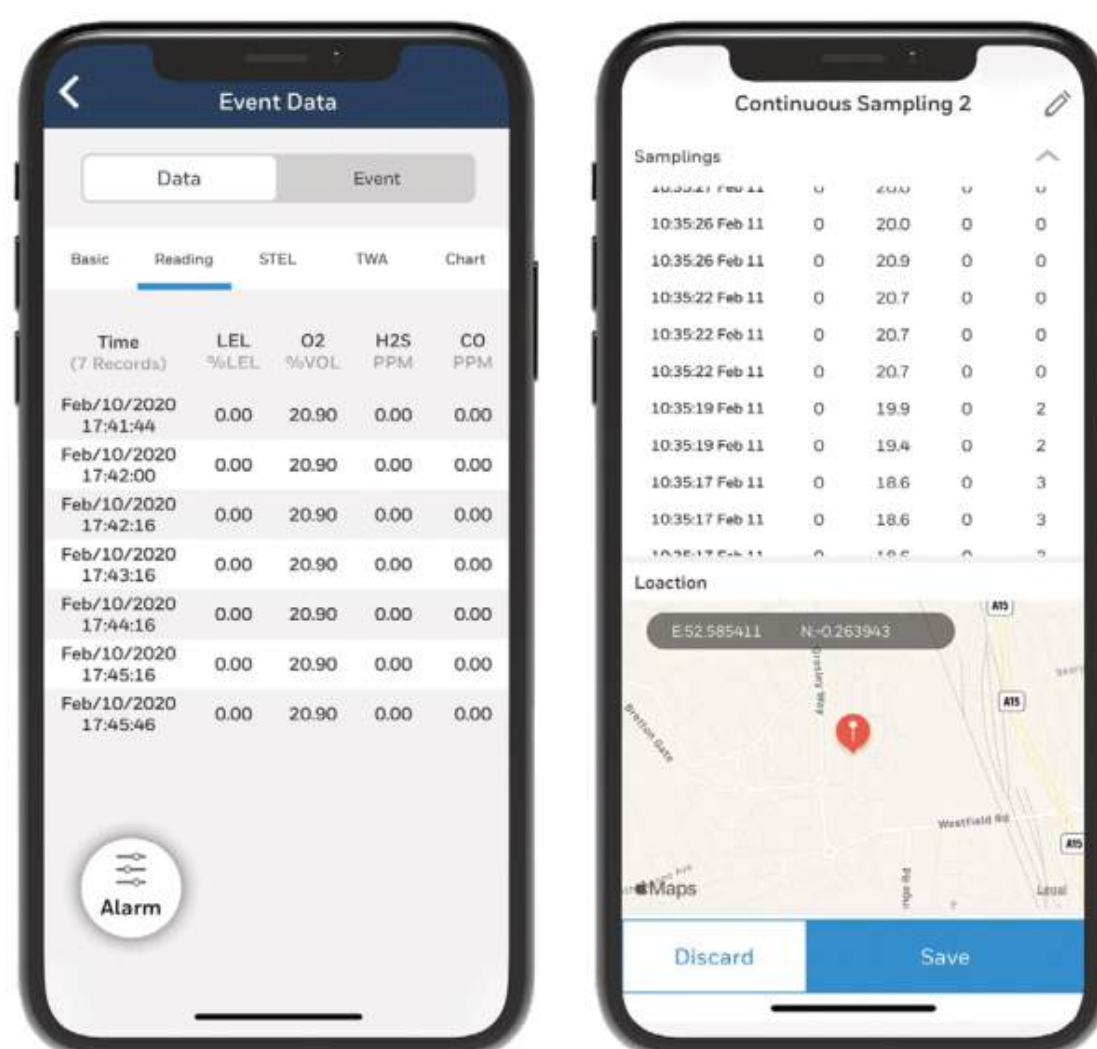 Event Data
Data Event
Basic Reading STEL TWA Chart
Time LEL O2 H2S CO
(7 Records) %LEL %VOL PPM PPM
Feb/10/2020
17:41:44 0.00 20.90 0.00 0.00
Feb/10/2020
17:42:00 0.00 20.90 0.00 0.00
Feb/10/2020
17:42:16 0.00 20.90 0.00 0.00
Feb/10/2020
17:43:16 0.00 20.90 0.00 0.00
Feb/10/2020
17:44:16 0.00 20.90 0.00 0.00
Feb/10/2020
17:45:16 0.00 20.90 0.00 0.00
Feb/10/2020
17:45:46 0.00 20.90 0.00 0.00
Alarm
Continuous Sampling 2
Samplings
10:35:26 Feb 11 0 20.0 0 0
10:35:26 Feb 11 0 20.9 0 0
10:35:22 Feb 11 0 20.7 0 0
10:35:22 Feb 11 0 20.7 0 0
10:35:22 Feb 11 0 20.7 0 0
10:35:19 Feb 11 0 19.9 0 2
10:35:19 Feb 11 0 19.4 0 2
10:35:17 Feb 11 0 18.6 0 3
10:35:17 Feb 11 0 18.6 0 3
Loaction
A15
E:52.585411 N:-0.263943
Way
A15
Bretton Gate
Westfield Rd
A15
Ave
Maps
Legal
Discard Save